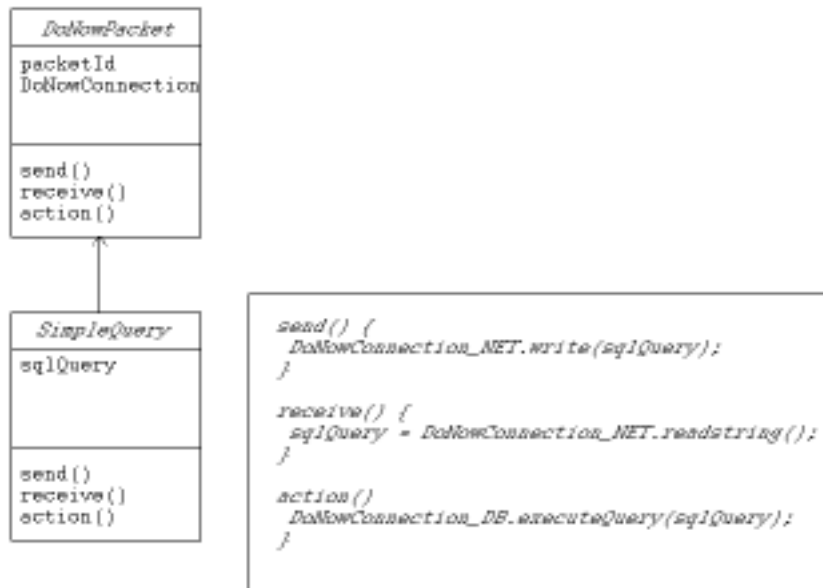 DoNowPacket
packetId
DoNowConnection
send()
receive()
action()
SimpleQuery
sqlQuery
send()
receive()
action()
send() {
DoNowConnection_NET.write(sqlQuery);
}
receive() {
sqlQuery = DoNowConnection_NET.readstring();
}
action()
DoNowConnection_DB.executeQuery(sqlQuery);
}